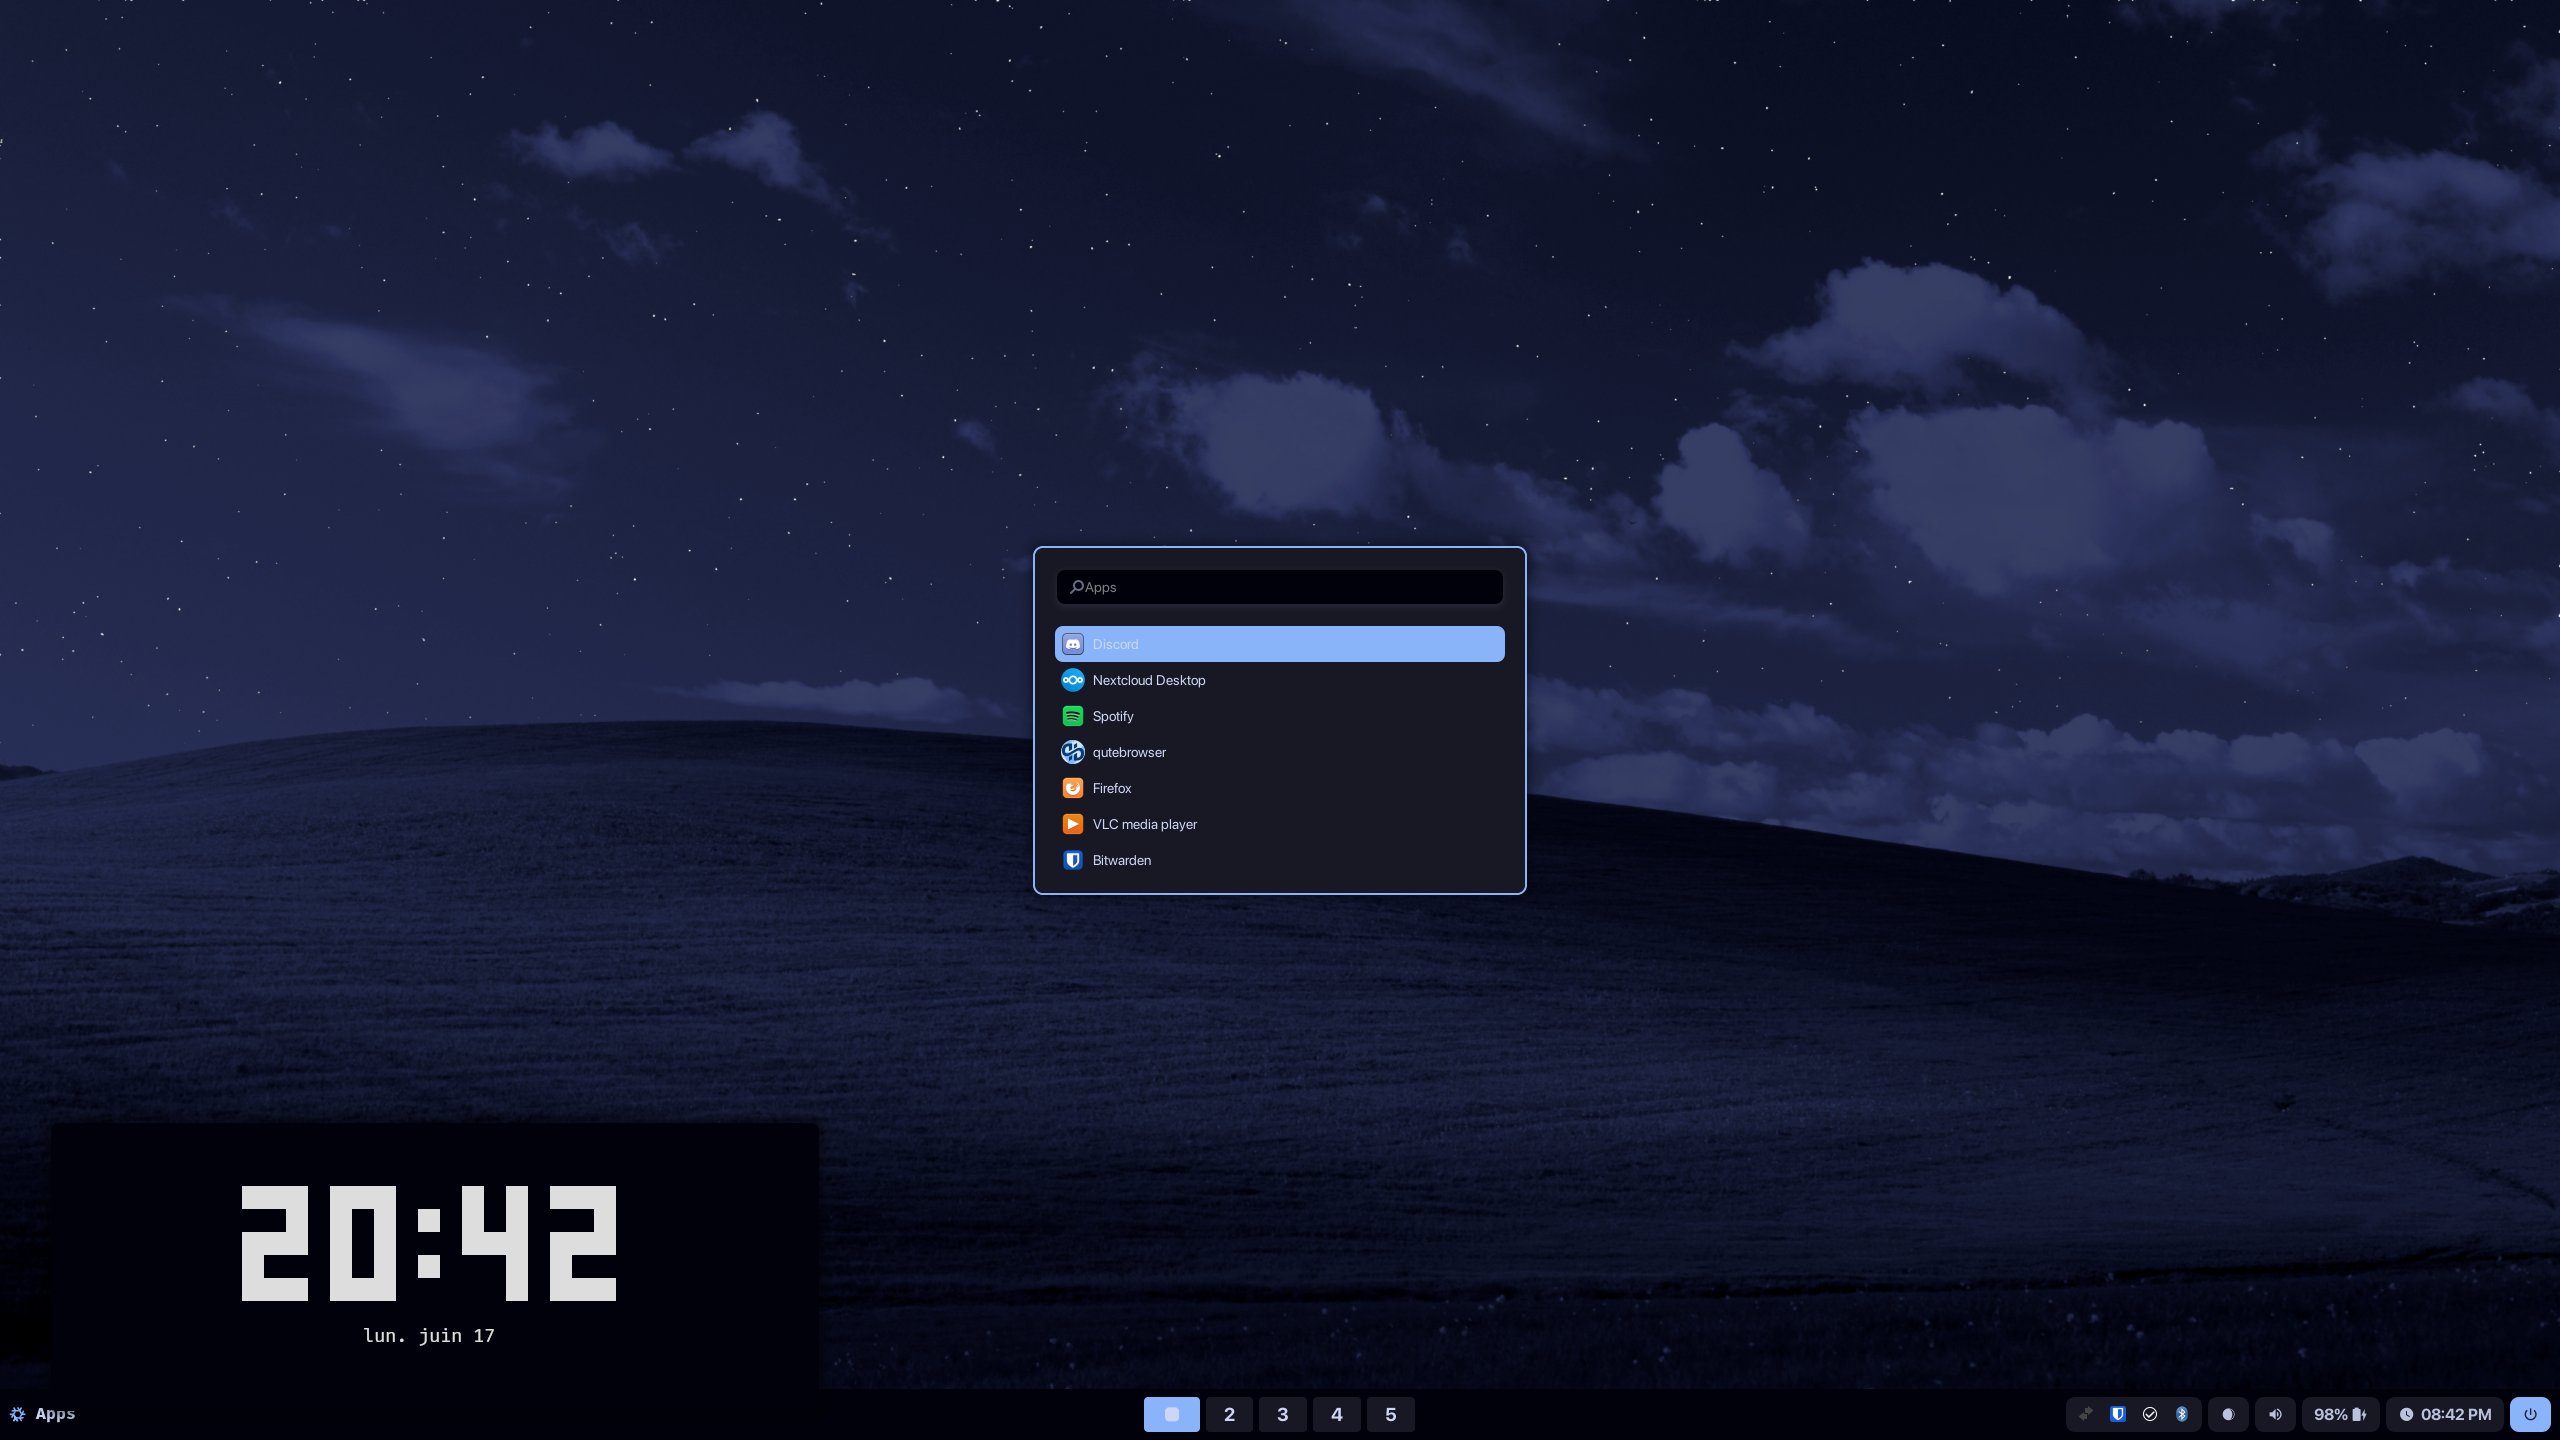 Apps
Discord
Nextcloud Desktop
Spotify
qutebrowser
Firefox
VLC media player
Bitwarden
20:42
lun. juin 17
Apps
2 3 4 5
98% 08:42 PM